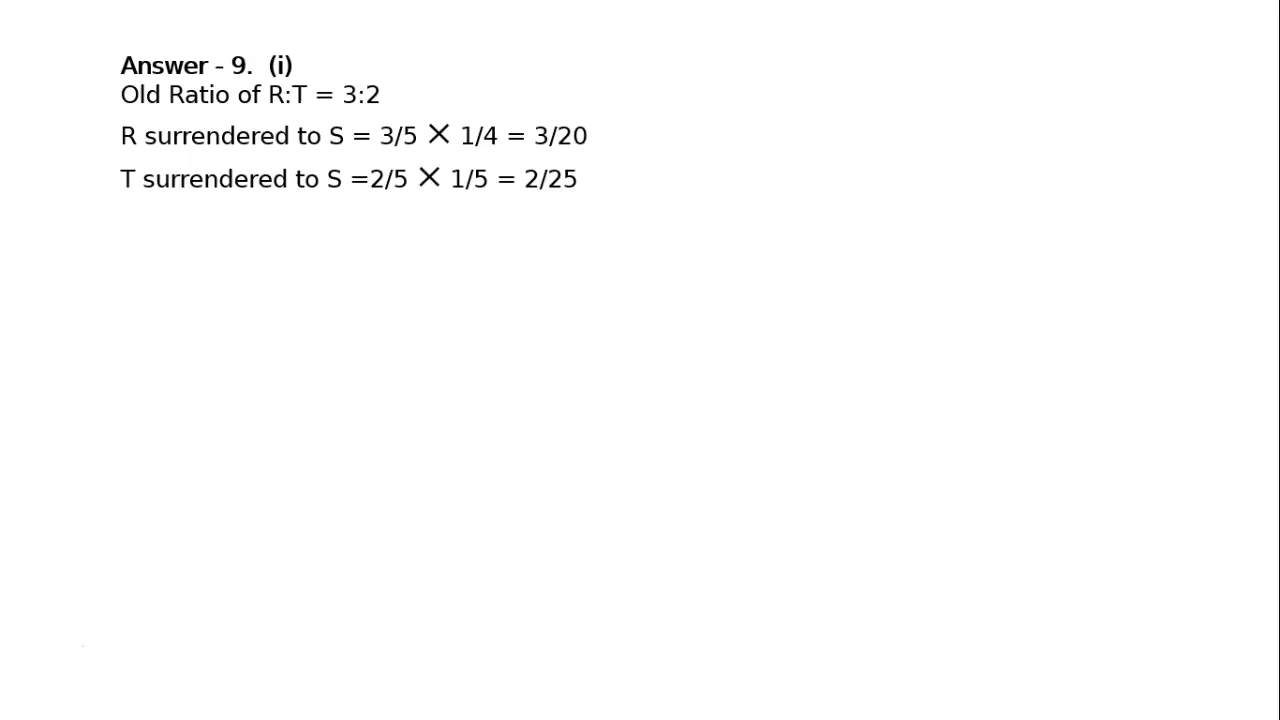 Answer - 9.  (i)
Old Ratio of R:T = 3:2
R surrendered to S = 3/5 × 1/4 = 3/20
T surrendered to S =2/5 × 1/5 = 2/25